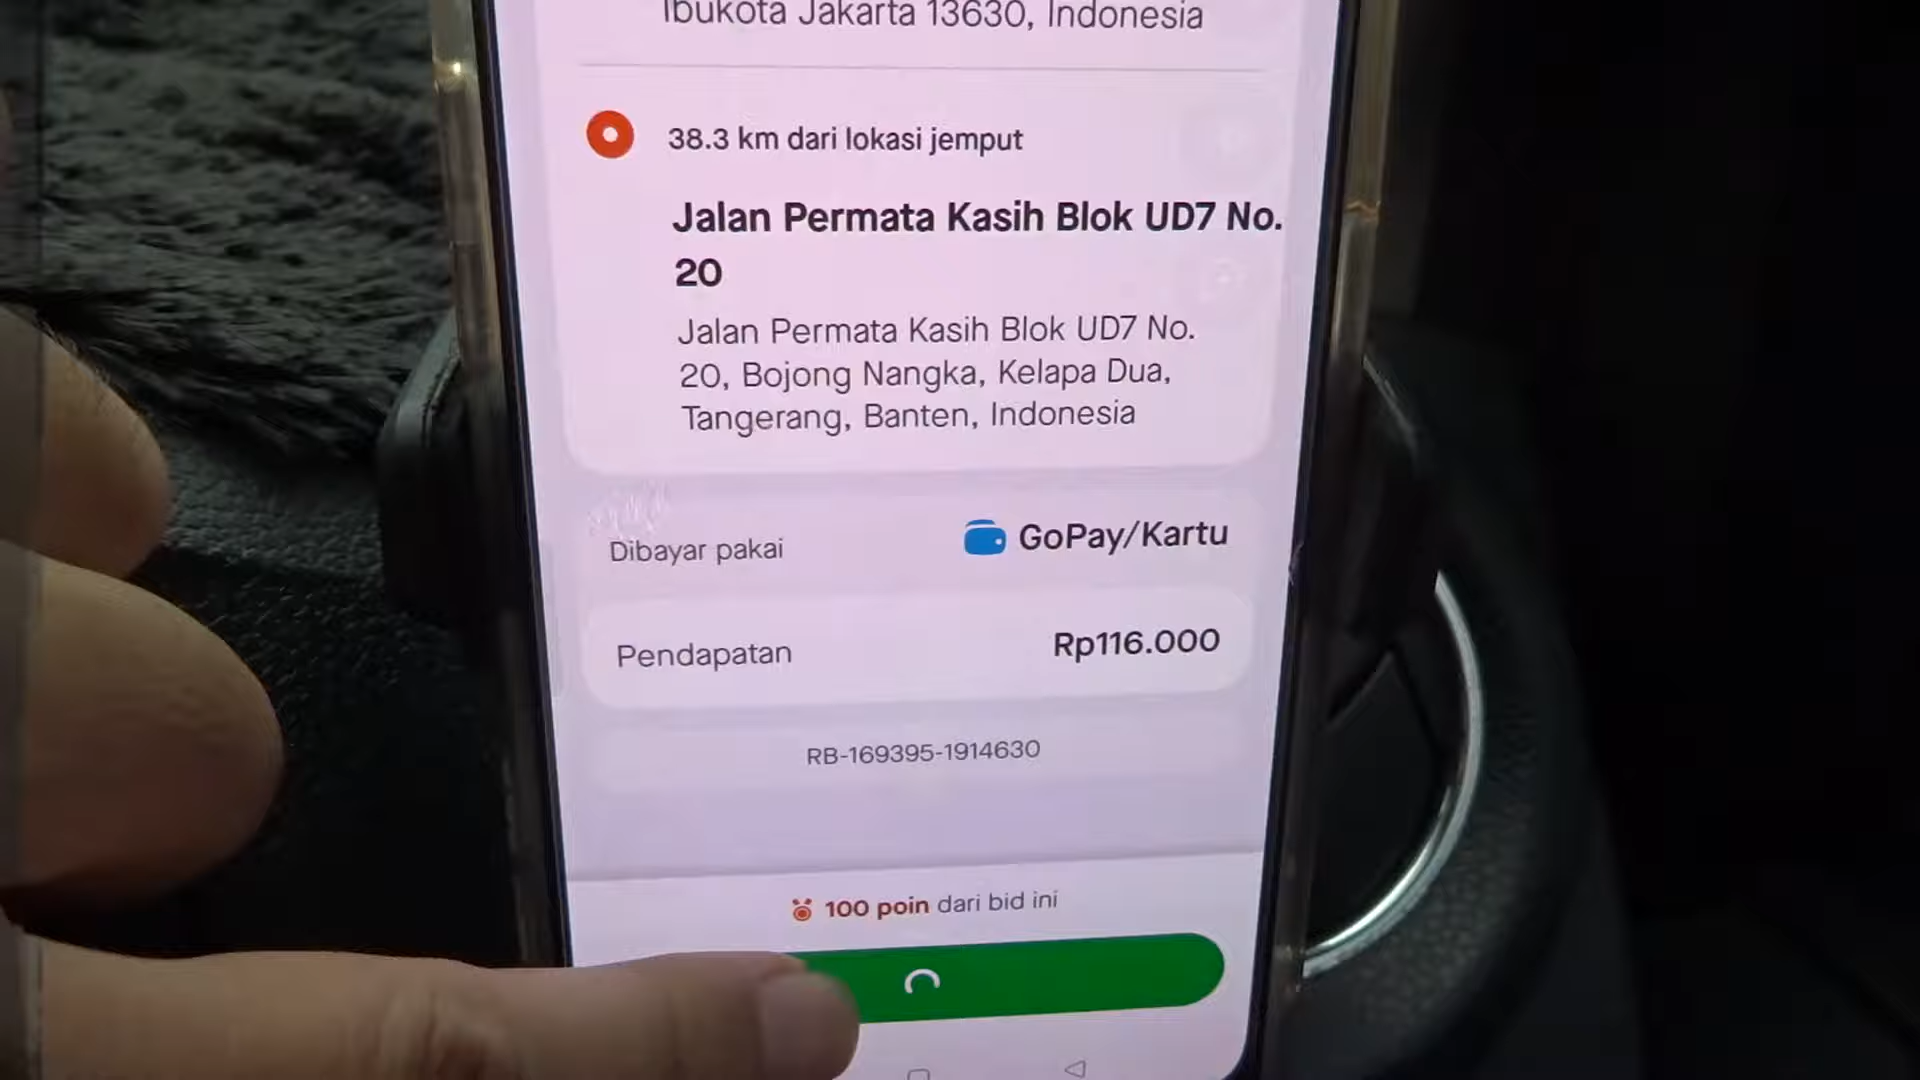 Ibukota Jakarta 13630, Indonesia
38.3 km dari lokasi jemput
Jalan Permata Kasih Blok UD7 No.
20
Jalan Permata Kasih Blok UD7 No.
20, Bojong Nangka, Kelapa Dua,
Tangerang, Banten, Indonesia
Dibayar pakai GoPay/Kartu
Pendapatan Rp116.000
RB-169395-1914630
100 poin dari bid ini